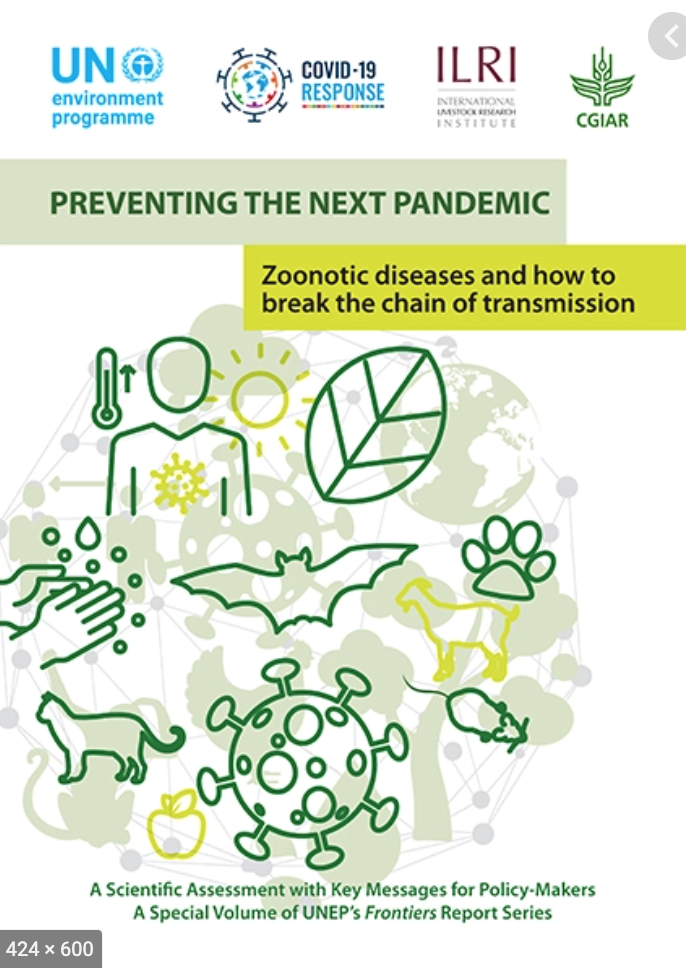 UN
environment
programme
COVID-19
RESPONSE
ILRI
INTERNATIONAL
LIVESTOCK RESEARCH
INSTITUTE
CGIAR
PREVENTING THE NEXT PANDEMIC
Zoonotic diseases and how to
break the chain of transmission
A Scientific Assessment with Key Messages for Policy-Makers
A Special Volume of UNEP's Frontiers Report Series
424 × 600